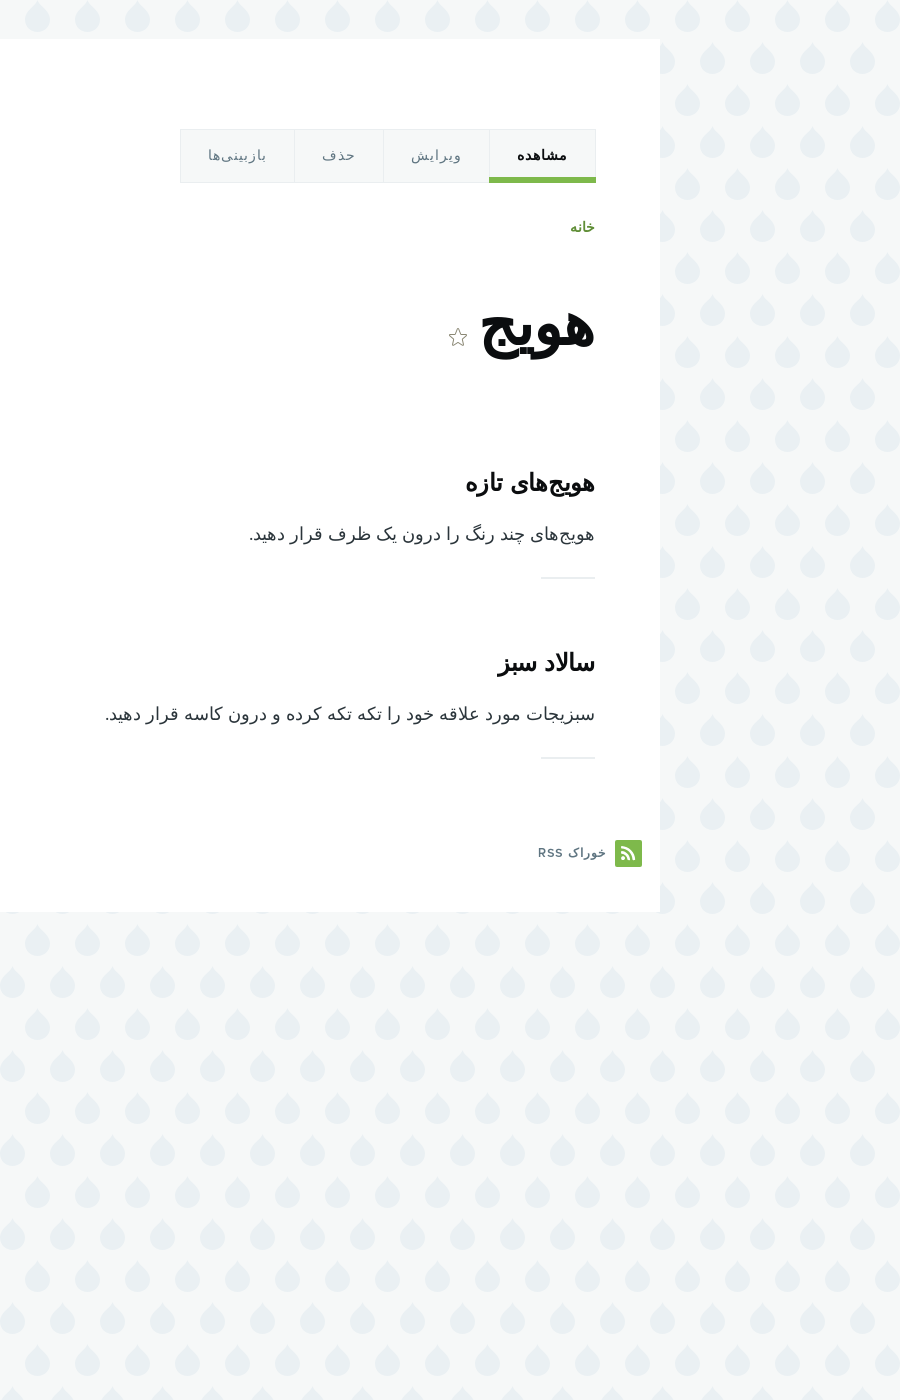 مشاهده
ویرایش
حذف
بازبینی‌ها
خانه
هویج
هویج‌های تازه
هویج‌های چند رنگ را درون یک ظرف قرار دهید.
سالاد سبز
سبزیجات مورد علاقه خود را تکه تکه کرده و درون کاسه قرار دهید.
خوراک RSS